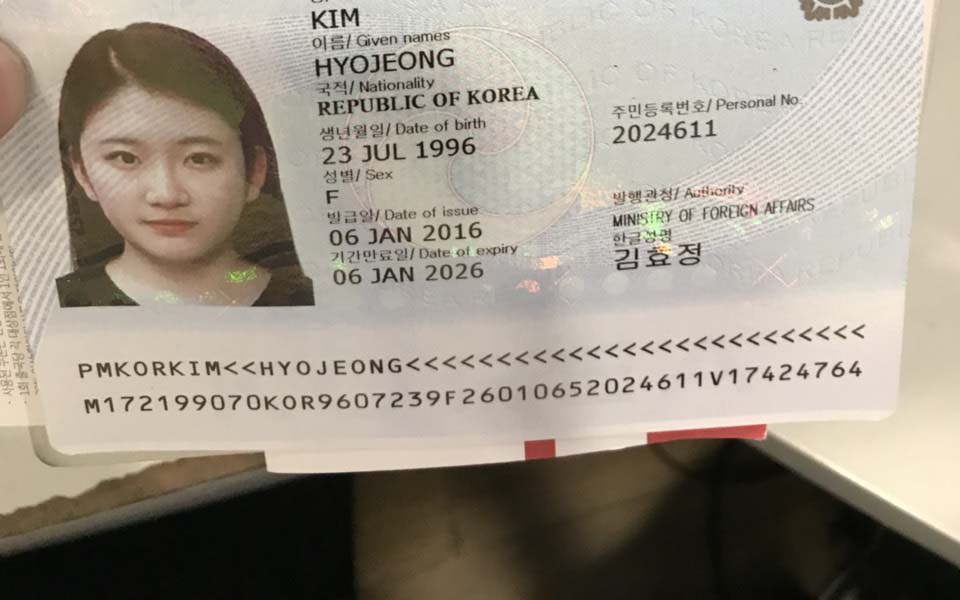 KIM
이름/ Given names
HYOJEONG
국적/ Nationality
REPUBLIC OF KOREA
생년월일/ Date of birth
23 JUL 1996
성별/ Sex
F
발급일/ Date of issue
06 JAN 2016
기간만료일/ Date of expiry
06 JAN 2026
주민등록번호/ Personal No.
2024611
발행관청/ Authority
MINISTRY OF FOREIGN AFFAIRS
한글성명
김효정
PMKORKIM<<HYOJEONG<<<<<<<<<<<<<<<<<<<<<<<<<<
M172199070KOR9607239F26010652024611V17424764